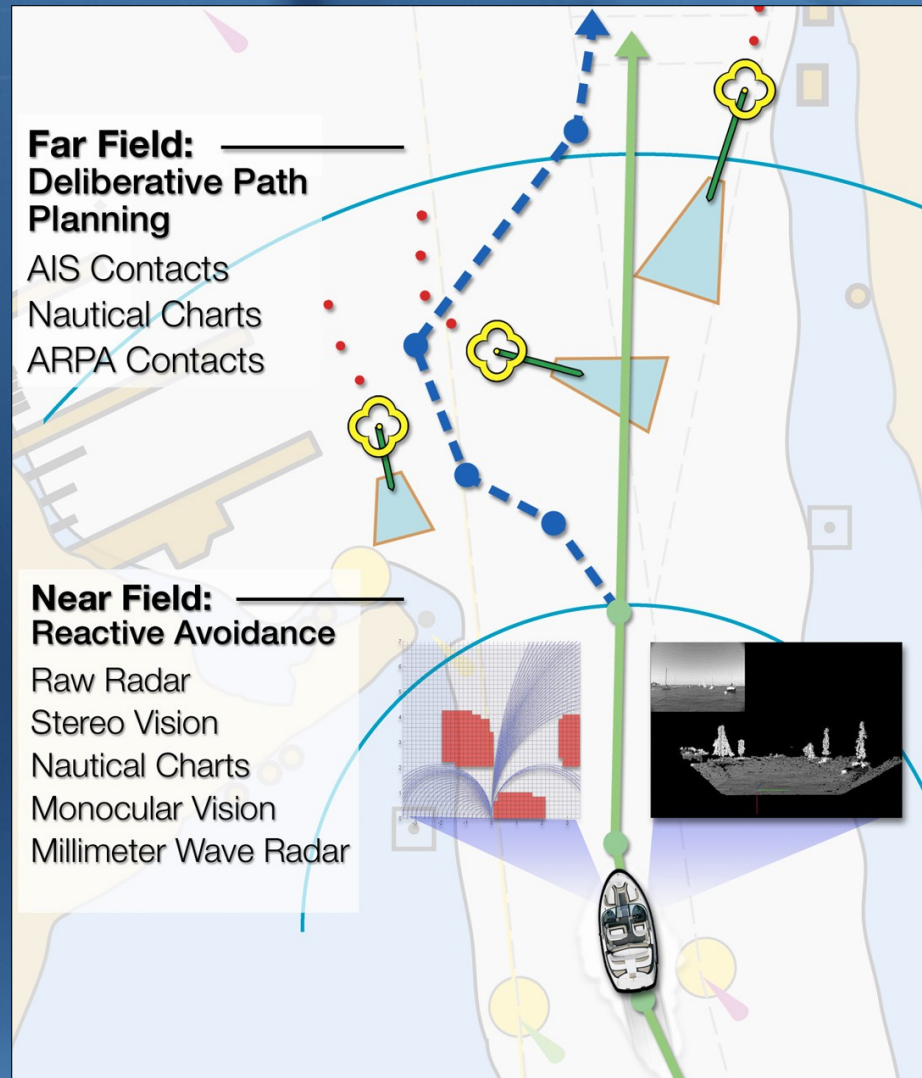 Far Field:
Deliberative Path
Planning
AIS Contacts
Nautical Charts
ARPA Contacts
Near Field:
Reactive Avoidance
Raw Radar
Stereo Vision
Nautical Charts
Monocular Vision
Millimeter Wave Radar